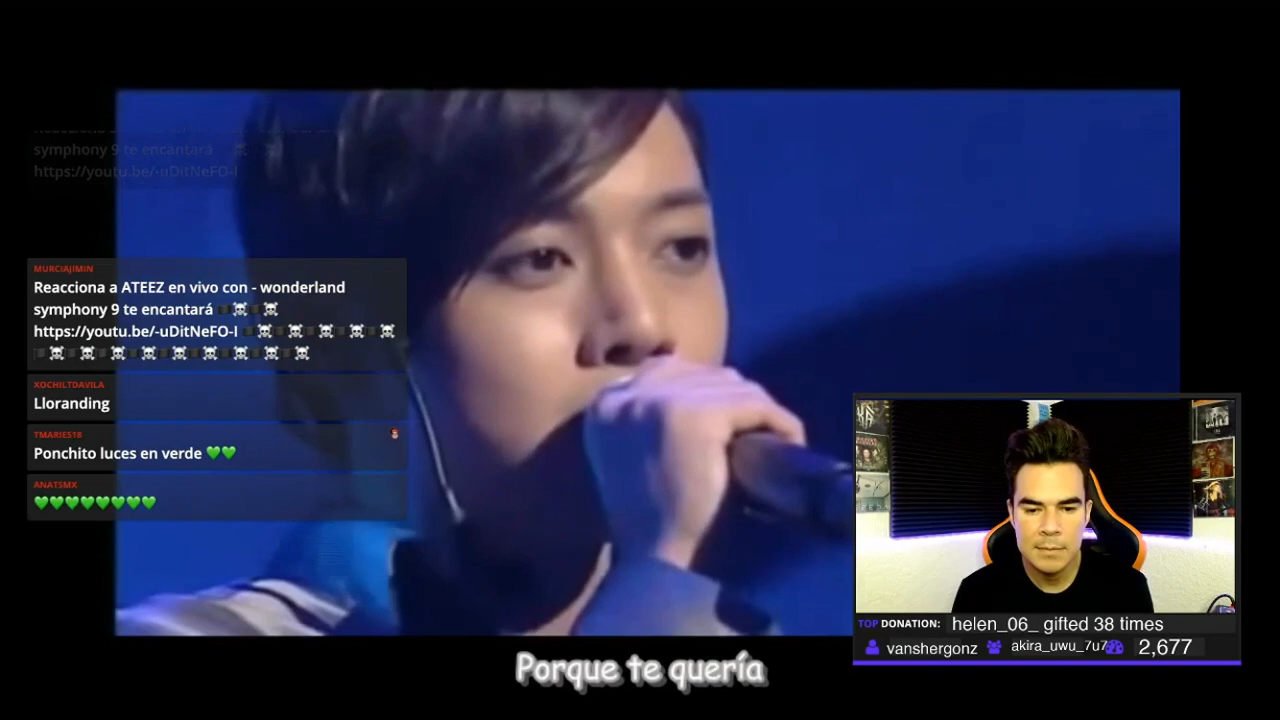 symphony 9 te encantará
https://youtu.be/-uDitNeFO-I
MURCIAJIMIN
Reacciona a ATEEZ en vivo con - wonderland
symphony 9 te encantará 🏴‍☠️🏴‍☠️
https://youtu.be/-uDitNeFO-I 🏴‍☠️🏴‍☠️🏴‍☠️🏴‍☠️🏴‍☠️
🏴‍☠️🏴‍☠️🏴‍☠️🏴‍☠️🏴‍☠️🏴‍☠️🏴‍☠️🏴‍☠️🏴‍☠️
XOCHILTDAVILA
Lloranding
TMARIES18
Ponchito luces en verde 💚💚
ANATSMX
💚💚💚💚💚💚💚💚
TOP DONATION: helen_06_ gifted 38 times
vanshergonz akira_uwu_7u7 2,677
Porque te quería